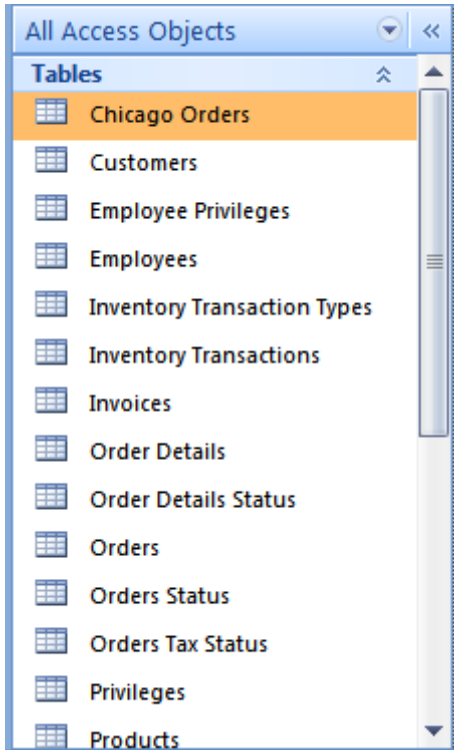 All Access Objects
Tables
Chicago Orders
Customers
Employee Privileges
Employees
Inventory Transaction Types
Inventory Transactions
Invoices
Order Details
Order Details Status
Orders
Orders Status
Orders Tax Status
Privileges
Products